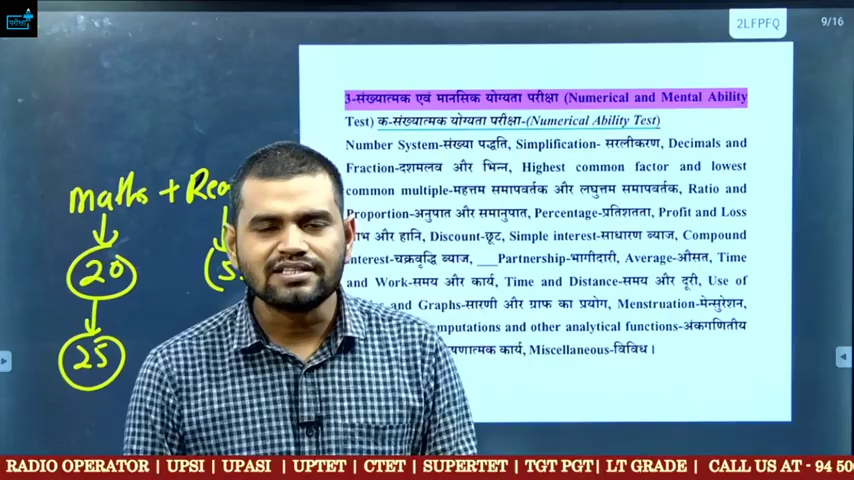 परीक्षा
2LFPFQ
9/16
3-संख्यात्मक एवं मानसिक योग्यता परीक्षा (Numerical and Mental Ability
Test) क-संख्यात्मक योग्यता परीक्षा-(Numerical Ability Test)
Number System-संख्या पद्धति, Simplification- सरलीकरण, Decimals and
Fraction-दशमलव और भिन्न, Highest common factor and lowest
common multiple-महत्तम समापवर्तक और लघुत्तम समापवर्तक, Ratio and
Proportion-अनुपात और समानुपात, Percentage-प्रतिशतता, Profit and Loss
और हानि, Discount-छूट, Simple interest-साधारण ब्याज, Compound
-चक्रवृद्धि ब्याज, ___Partnership-भागीदारी, Average-औसत, Time
and Work-समय और कार्य, Time and Distance-समय और दूरी, Use of
and Graphs-सारणी और ग्राफ का प्रयोग, Menstruation-मेन्सुरेशन,
and other analytical functions-अंकगणितीय
कार्य, Miscellaneous-विविध।
maths +
20
25
RADIO OPERATOR | UPSI | UPASI | UPTET | CTET | SUPERTET | TGT PGT| LT GRADE | CALL US AT - 94 50